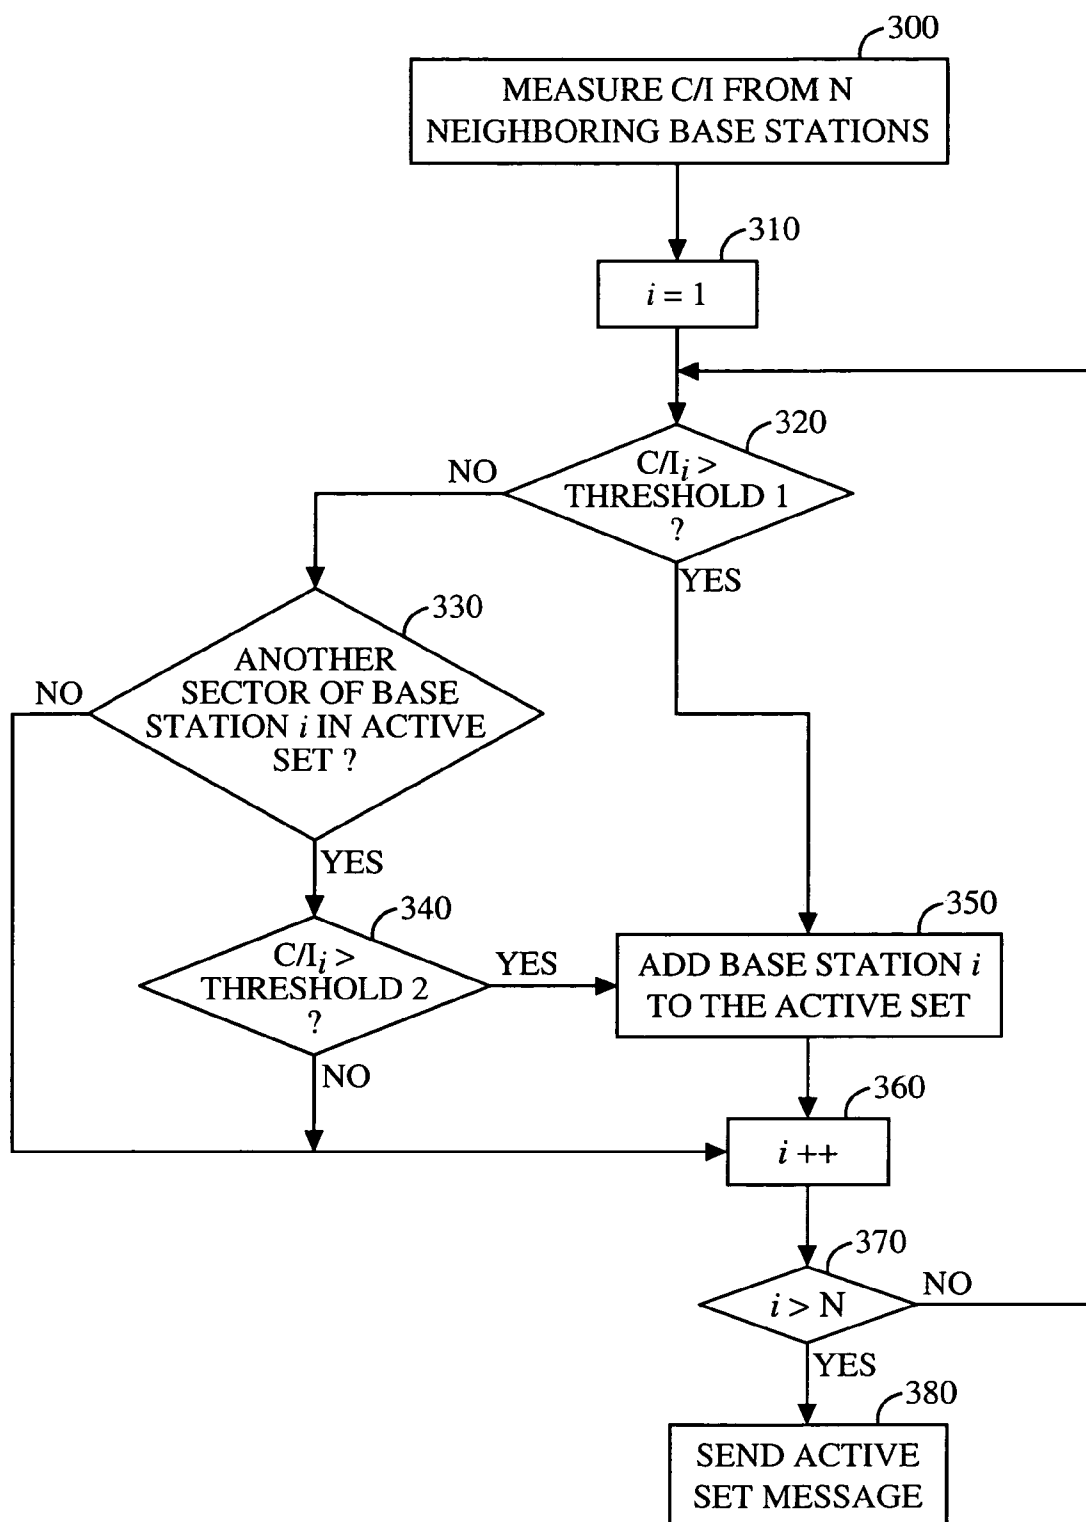 300
MEASURE C/I FROM N
NEIGHBORING BASE STATIONS
310
i = 1
320
C/Ii >
THRESHOLD 1
?
NO
YES
330
ANOTHER
SECTOR OF BASE
STATION i IN ACTIVE
SET ?
NO
YES
340
C/Ii >
THRESHOLD 2
?
YES
NO
350
ADD BASE STATION i
TO THE ACTIVE SET
360
i ++
370
i > N
NO
YES
380
SEND ACTIVE
SET MESSAGE